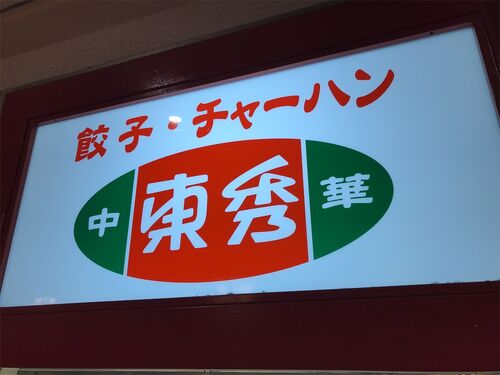 餃子・チャーハン
中 東秀 華